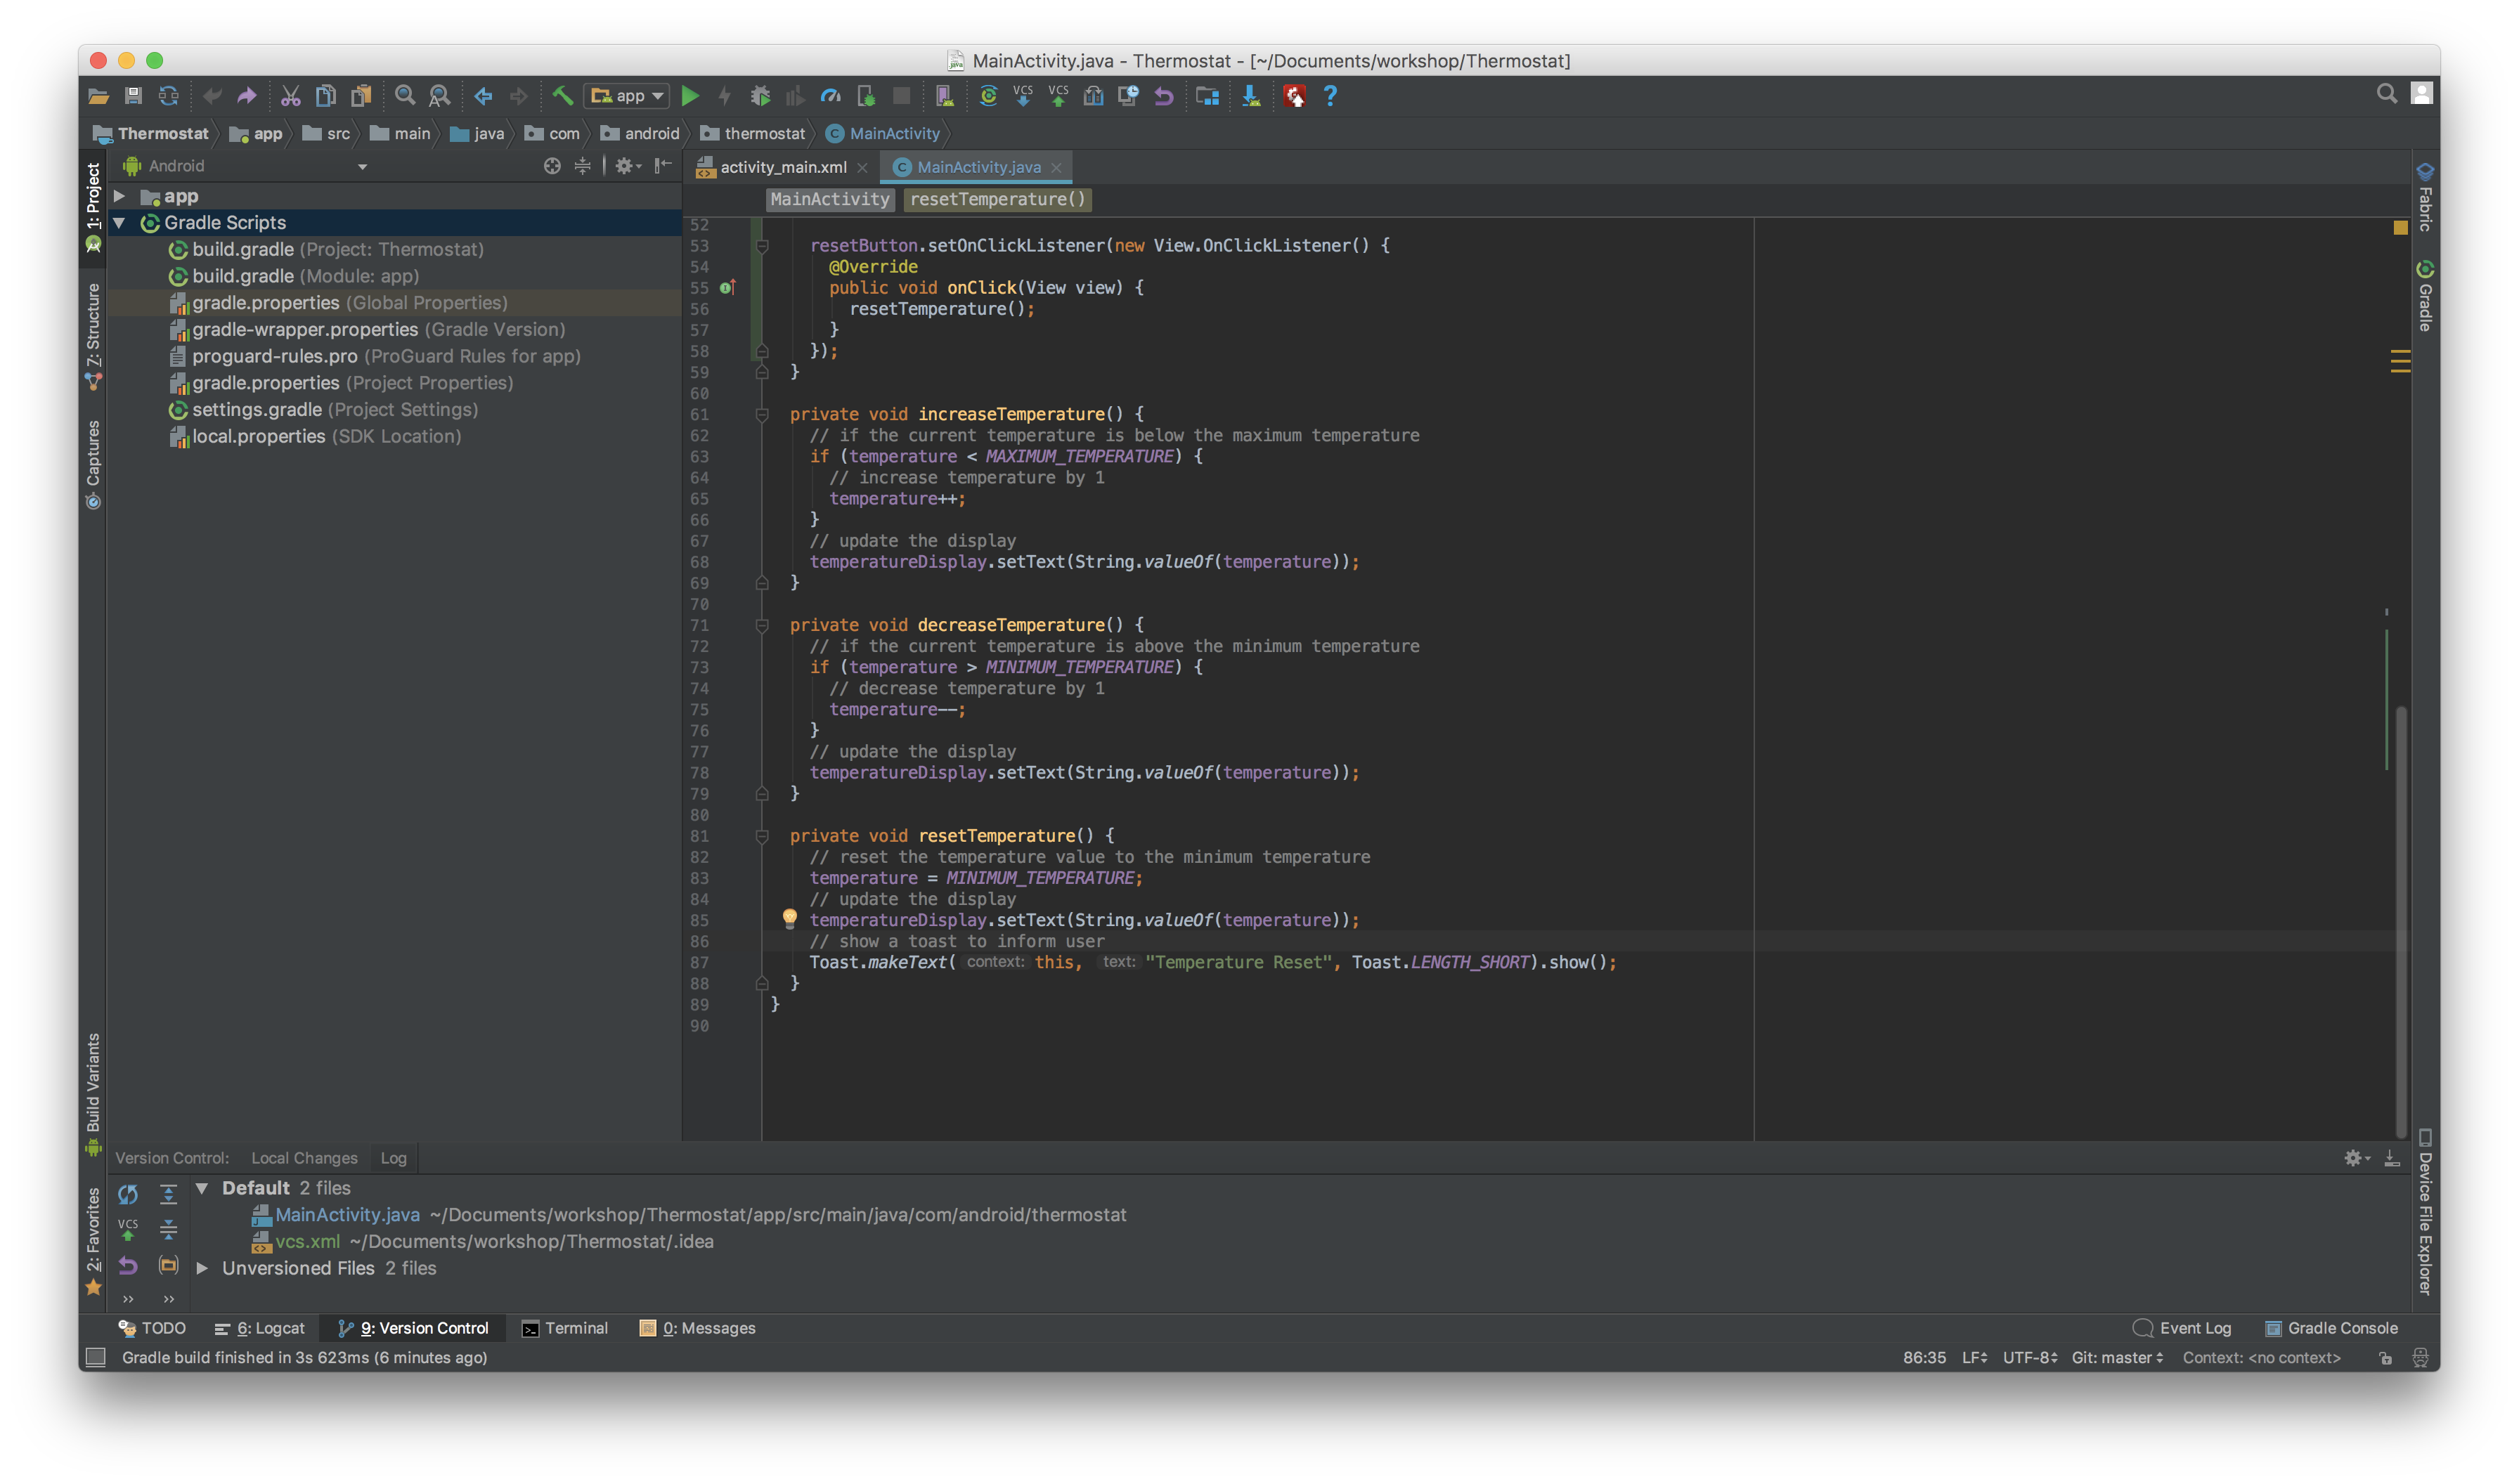 MainActivity.java - Thermostat - [~/Documents/workshop/Thermostat]
app
VCS
VCS
?
Thermostat app src main java com android thermostat MainActivity
Android
activity_main.xml MainActivity.java
MainActivity resetTemperature()
1: Project
Z: Structure
Captures
Build Variants
2: Favorites
app
Gradle Scripts
build.gradle (Project: Thermostat)
build.gradle (Module: app)
gradle.properties (Global Properties)
gradle-wrapper.properties (Gradle Version)
proguard-rules.pro (ProGuard Rules for app)
gradle.properties (Project Properties)
settings.gradle (Project Settings)
local.properties (SDK Location)
52
53 resetButton.setOnClickListener(new View.OnClickListener() {
54 @Override
55 public void onClick(View view) {
56 resetTemperature();
57 }
58 });
59 }
60
61 private void increaseTemperature() {
62 // if the current temperature is below the maximum temperature
63 if (temperature < MAXIMUM_TEMPERATURE) {
64 // increase temperature by 1
65 temperature++;
66 }
67 // update the display
68 temperatureDisplay.setText(String.valueOf(temperature));
69 }
70
71 private void decreaseTemperature() {
72 // if the current temperature is above the minimum temperature
73 if (temperature > MINIMUM_TEMPERATURE) {
74 // decrease temperature by 1
75 temperature--;
76 }
77 // update the display
78 temperatureDisplay.setText(String.valueOf(temperature));
79 }
80
81 private void resetTemperature() {
82 // reset the temperature value to the minimum temperature
83 temperature = MINIMUM_TEMPERATURE;
84 // update the display
85 temperatureDisplay.setText(String.valueOf(temperature));
86 // show a toast to inform user
87 Toast.makeText( context: this, text: "Temperature Reset", Toast.LENGTH_SHORT).show();
88 }
89 }
90
Fabric
Gradle
Device File Explorer
Version Control: Local Changes Log
Default 2 files
MainActivity.java ~/Documents/workshop/Thermostat/app/src/main/java/com/android/thermostat
VCS
vcs.xml ~/Documents/workshop/Thermostat/.idea
Unversioned Files 2 files
TODO 6: Logcat 9: Version Control Terminal 0: Messages Event Log Gradle Console
Gradle build finished in 3s 623ms (6 minutes ago) 86:35 LF UTF-8 Git: master Context: <no context>